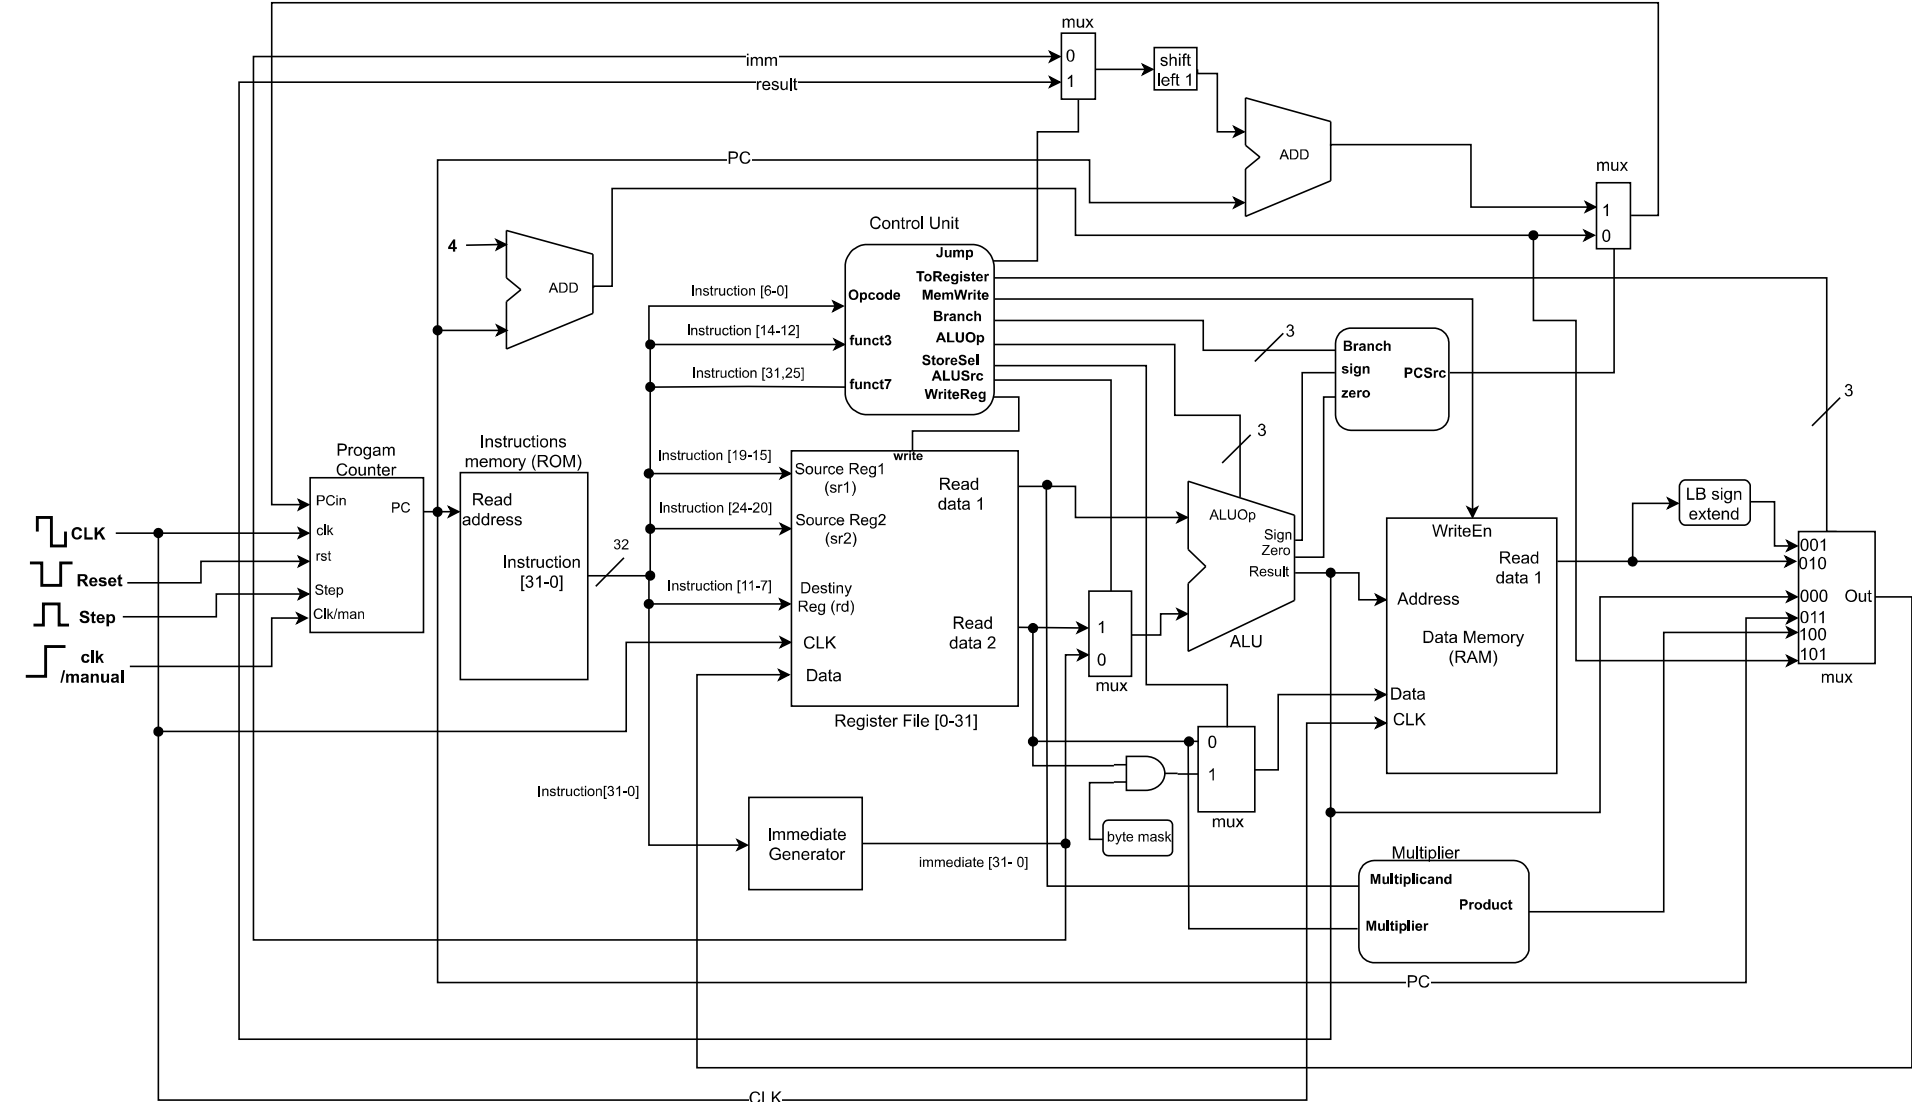 mux
imm
0
result
1
shift
left 1
PC
ADD
mux
1
0
Control Unit
4
ADD
Jump
ToRegister
MemWrite
Branch
ALUOp
StoreSel
ALUSrc
WriteReg
Opcode
funct3
funct7
Instruction [6-0]
Instruction [14-12]
Instruction [31,25]
3
Branch
sign
zero
PCSrc
3
3
Progam
Counter
PCin
clk
rst
Step
Clk/man
PC
Instructions
memory (ROM)
Read
address
Instruction
[31-0]
32
CLK
Reset
Step
clk
/manual
Instruction [19-15]
Instruction [24-20]
Instruction [11-7]
write
Source Reg1
(sr1)
Source Reg2
(sr2)
Destiny
Reg (rd)
CLK
Data
Read
data 1
Read
data 2
Register File [0-31]
1
0
mux
ALUOp
Sign
Zero
Result
ALU
WriteEn
Read
data 1
Address
Data Memory
(RAM)
Data
CLK
LB sign
extend
001
010
000
011
100
101
Out
mux
0
1
mux
byte mask
Instruction[31-0]
Immediate
Generator
immediate [31- 0]
Multiplier
Multiplicand
Product
Multiplier
PC
CLK